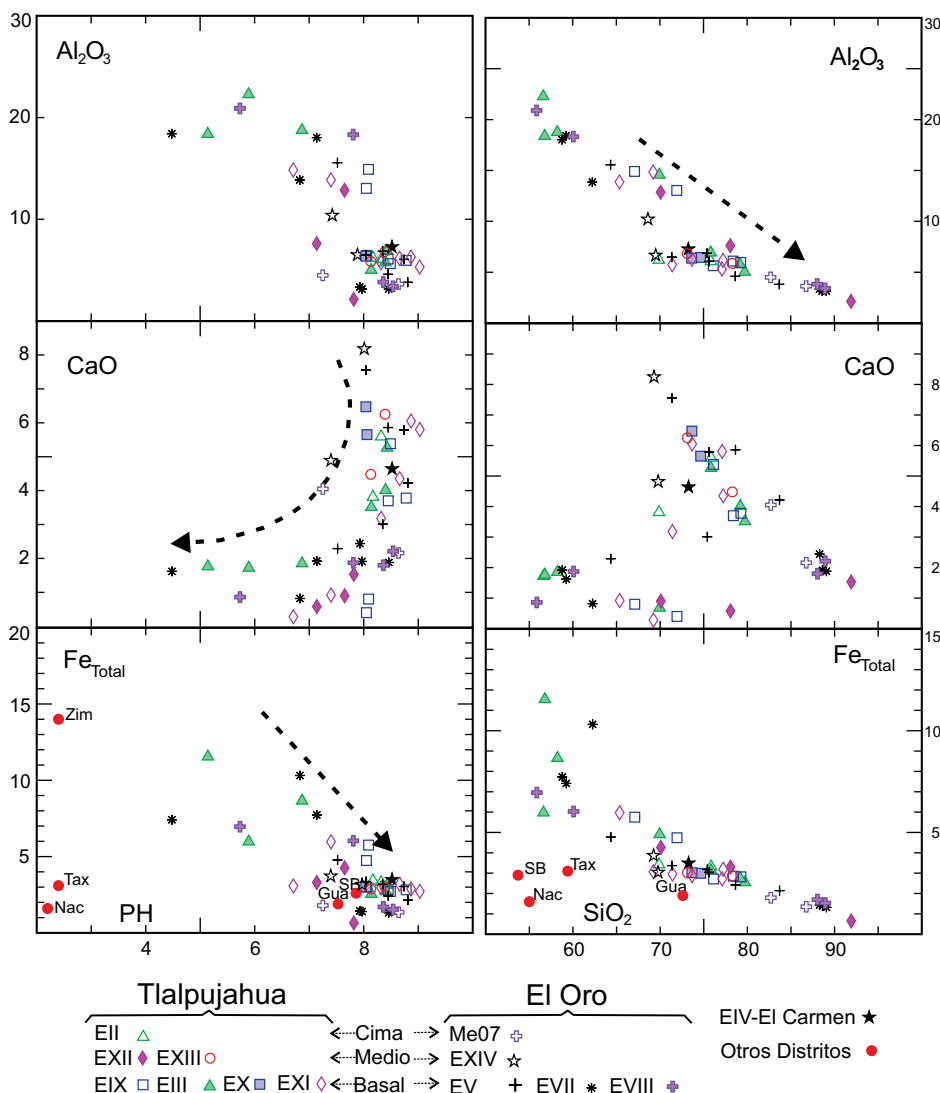 30
20
10
Al2O3
Al2O3
30
20
10
8
6
4
2
CaO
CaO
8
6
4
2
20
15
10
5
FeTotal
Zim
Tax
Nac
SB
Gua
PH
FeTotal
15
10
5
SB
Tax
Nac
Gua
SiO2
4 6 8
60 70 80 90
Tlalpujahua El Oro
EII Cima Me07 EIV-El Carmen
EXII EXIII Medio EXIV Otros Distritos
EIX EIII EX EXI Basal EV EVII EVIII